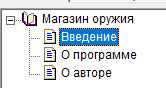 Магазин оружия
Введение
О программе
О авторе